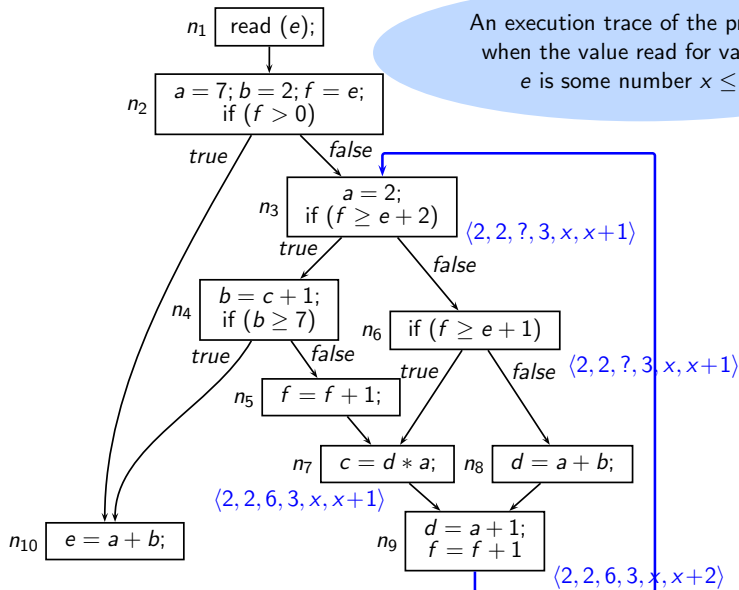 An execution trace of the
when the value read for
e is some number x ≤
n1 read (e);
n2 a = 7; b = 2; f = e;
if (f > 0)
true false
n3 a = 2;
if (f ≥ e + 2)
⟨2, 2, ?, 3, x, x+1⟩
true false
n4 b = c + 1;
if (b ≥ 7)
n6 if (f ≥ e + 1)
true false
⟨2, 2, ?, 3, x, x+1⟩
true false
n5 f = f + 1;
n7 c = d * a;
n8 d = a + b;
⟨2, 2, 6, 3, x, x+1⟩
n9 d = a + 1;
f = f + 1
n10 e = a + b;
⟨2, 2, 6, 3, x, x+2⟩